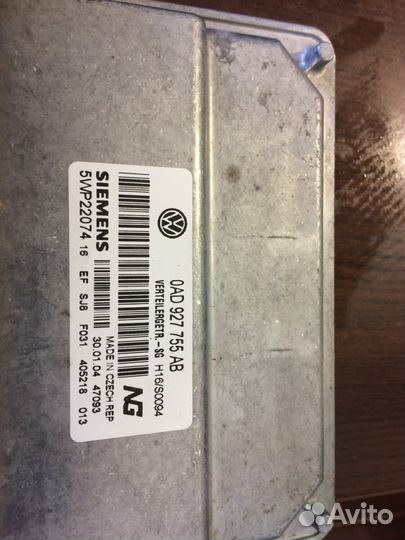 0AD 927 755 AB
VERTEILERGETR.-SG H16/S0094
NG
SIEMENS MADE IN CZECH REP
5WP22074 16 30.01.04 47093
EF SJ8 F031 405218 013
Avito